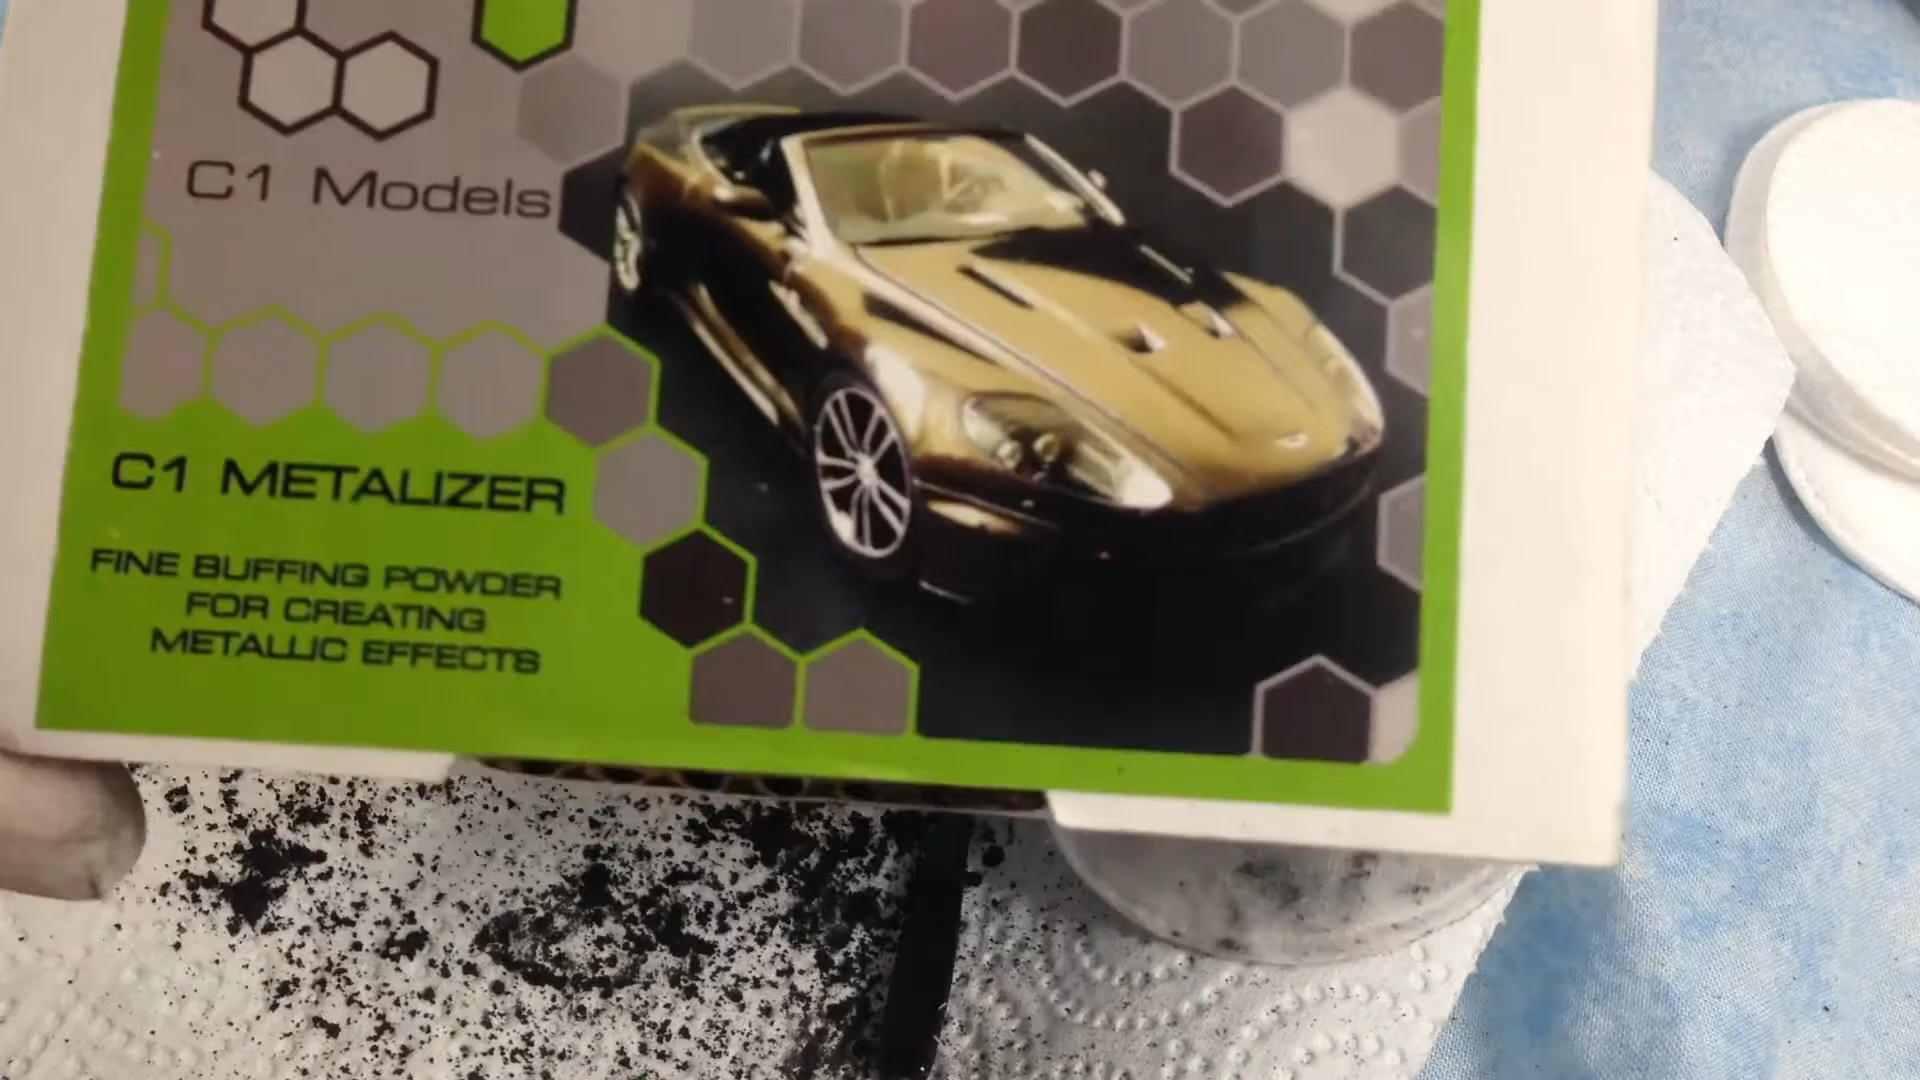 C1 Models
C1 METALIZER
FINE BUFFING POWDER
FOR CREATING
METALLIC EFFECTS